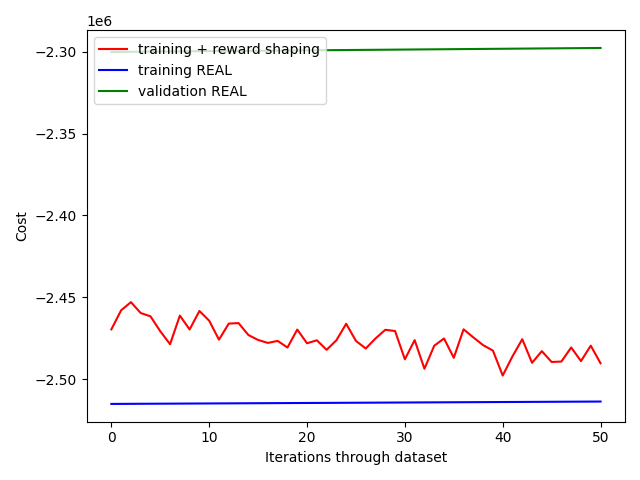 1e6
−2.30
−2.35
−2.40
−2.45
−2.50
Cost
training + reward shaping
training REAL
validation REAL
0 10 20 30 40 50
Iterations through dataset